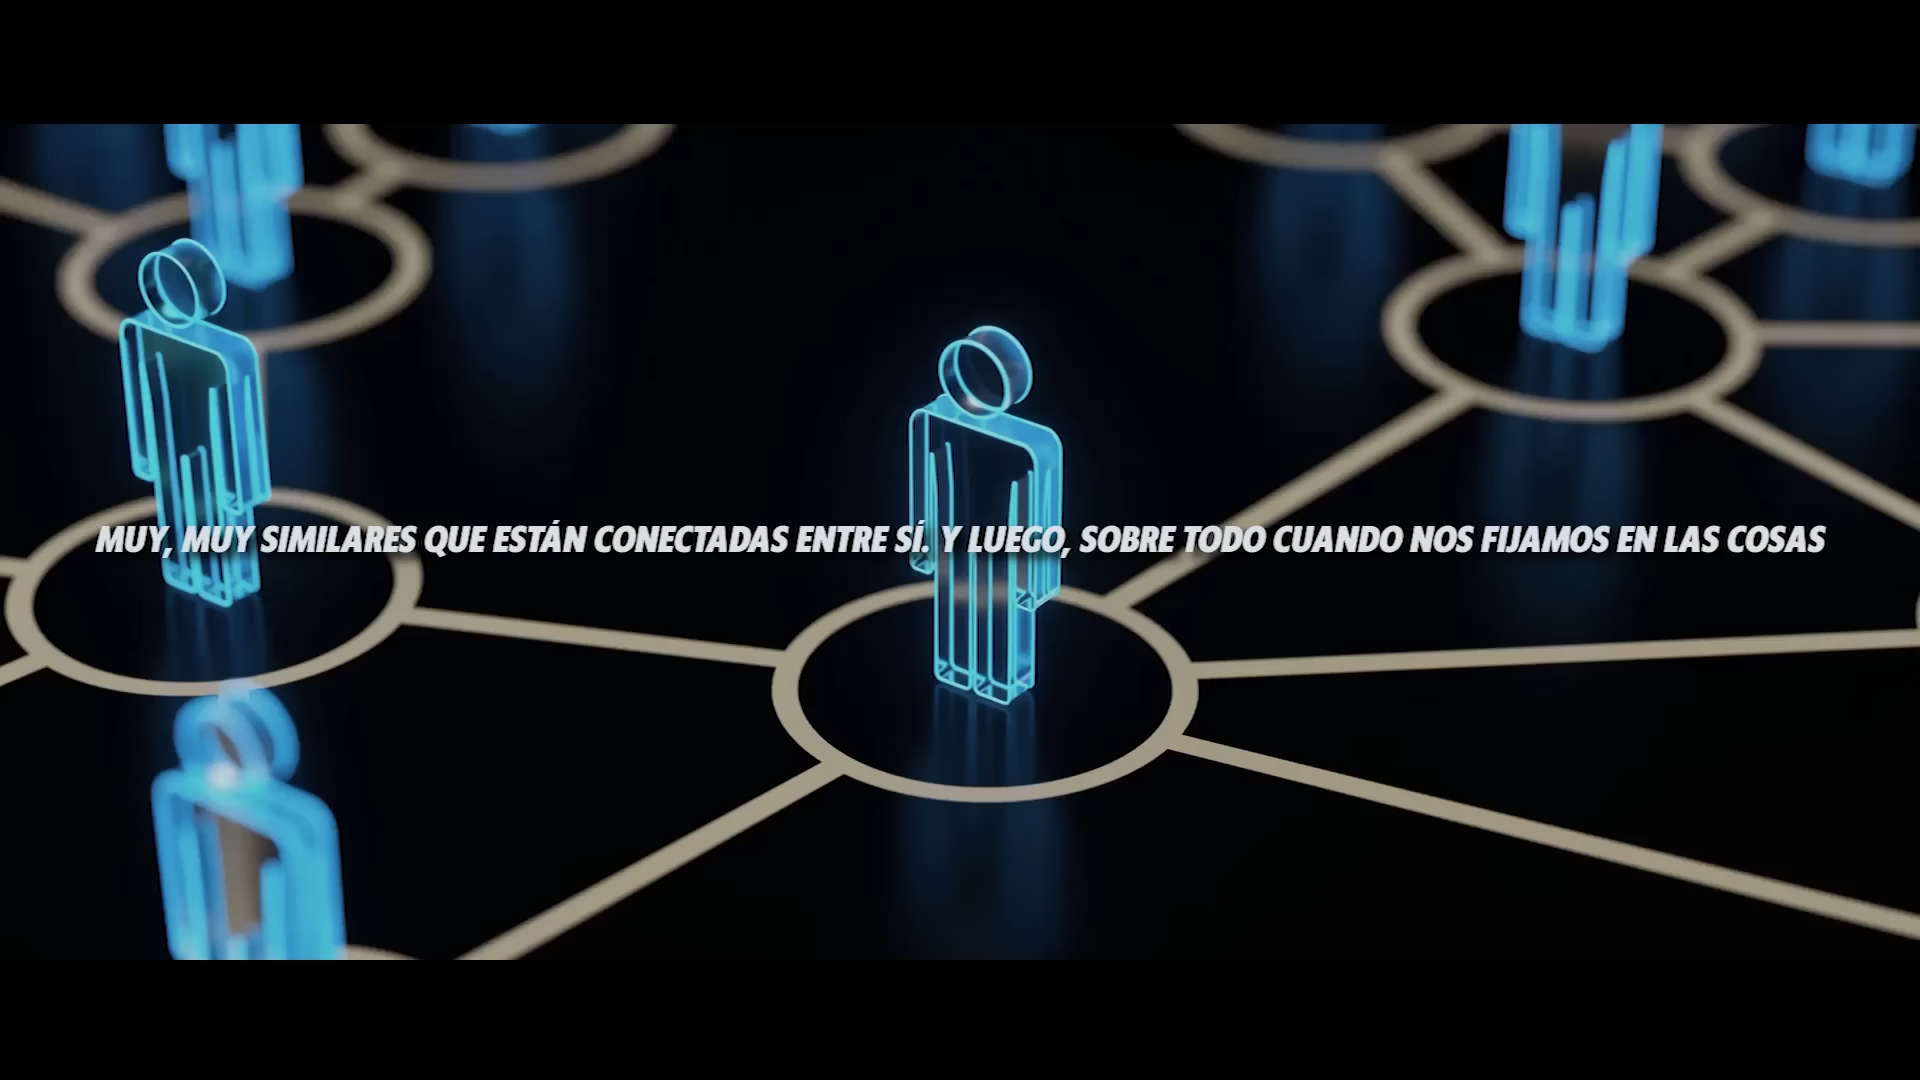 MUY, MUY SIMILARES QUE ESTÁN CONECTADAS ENTRE SÍ. Y LUEGO, SOBRE TODO CUANDO NOS FIJAMOS EN LAS COSAS